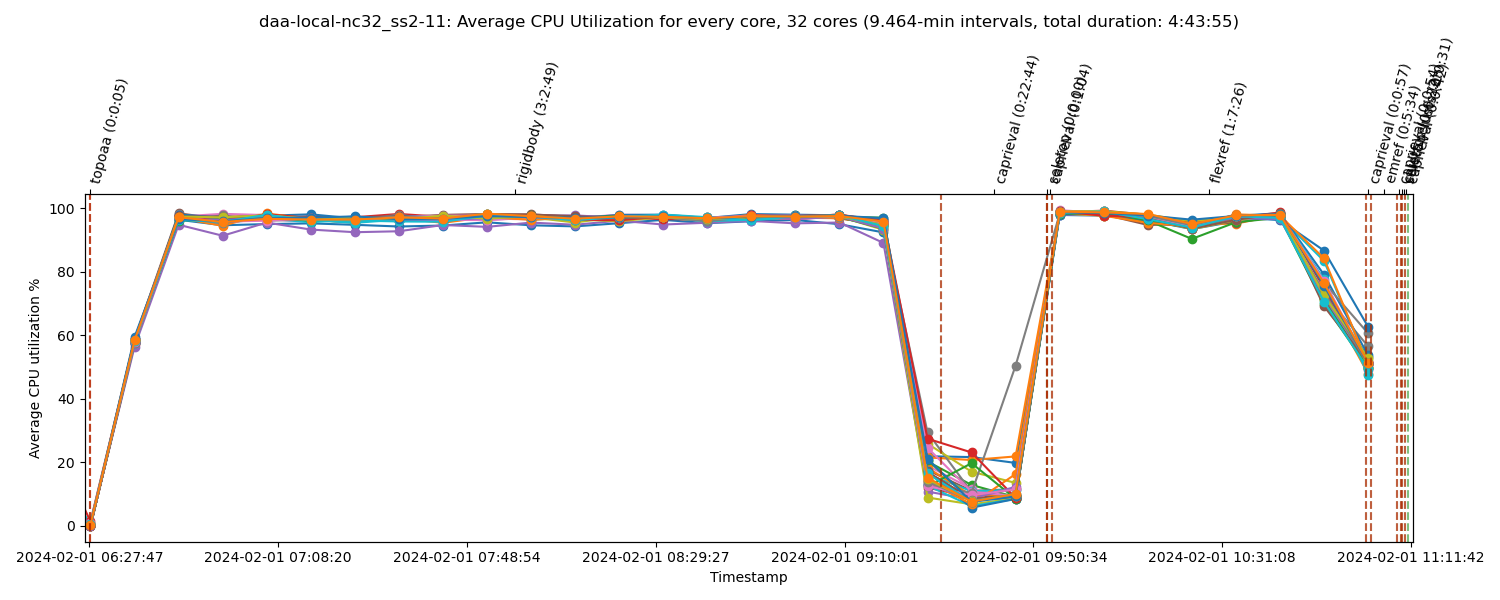 daa-local-nc32_ss2-11: Average CPU Utilization for every core, 32 cores (9.464-min intervals, total duration: 4:43:55)
topoaa (0:0:05)
rigidbody (3:2:49)
caprieval (0:22:44)
caprieval (0:1:04)
flexref (1:7:26)
caprieval (0:0:57)
emref (0:5:34)
Average CPU utilization %
100
80
60
40
20
0
2024-02-01 06:27:47
2024-02-01 07:08:20
2024-02-01 07:48:54
2024-02-01 08:29:27
2024-02-01 09:10:01
2024-02-01 09:50:34
2024-02-01 10:31:08
2024-02-01 11:11:42
Timestamp